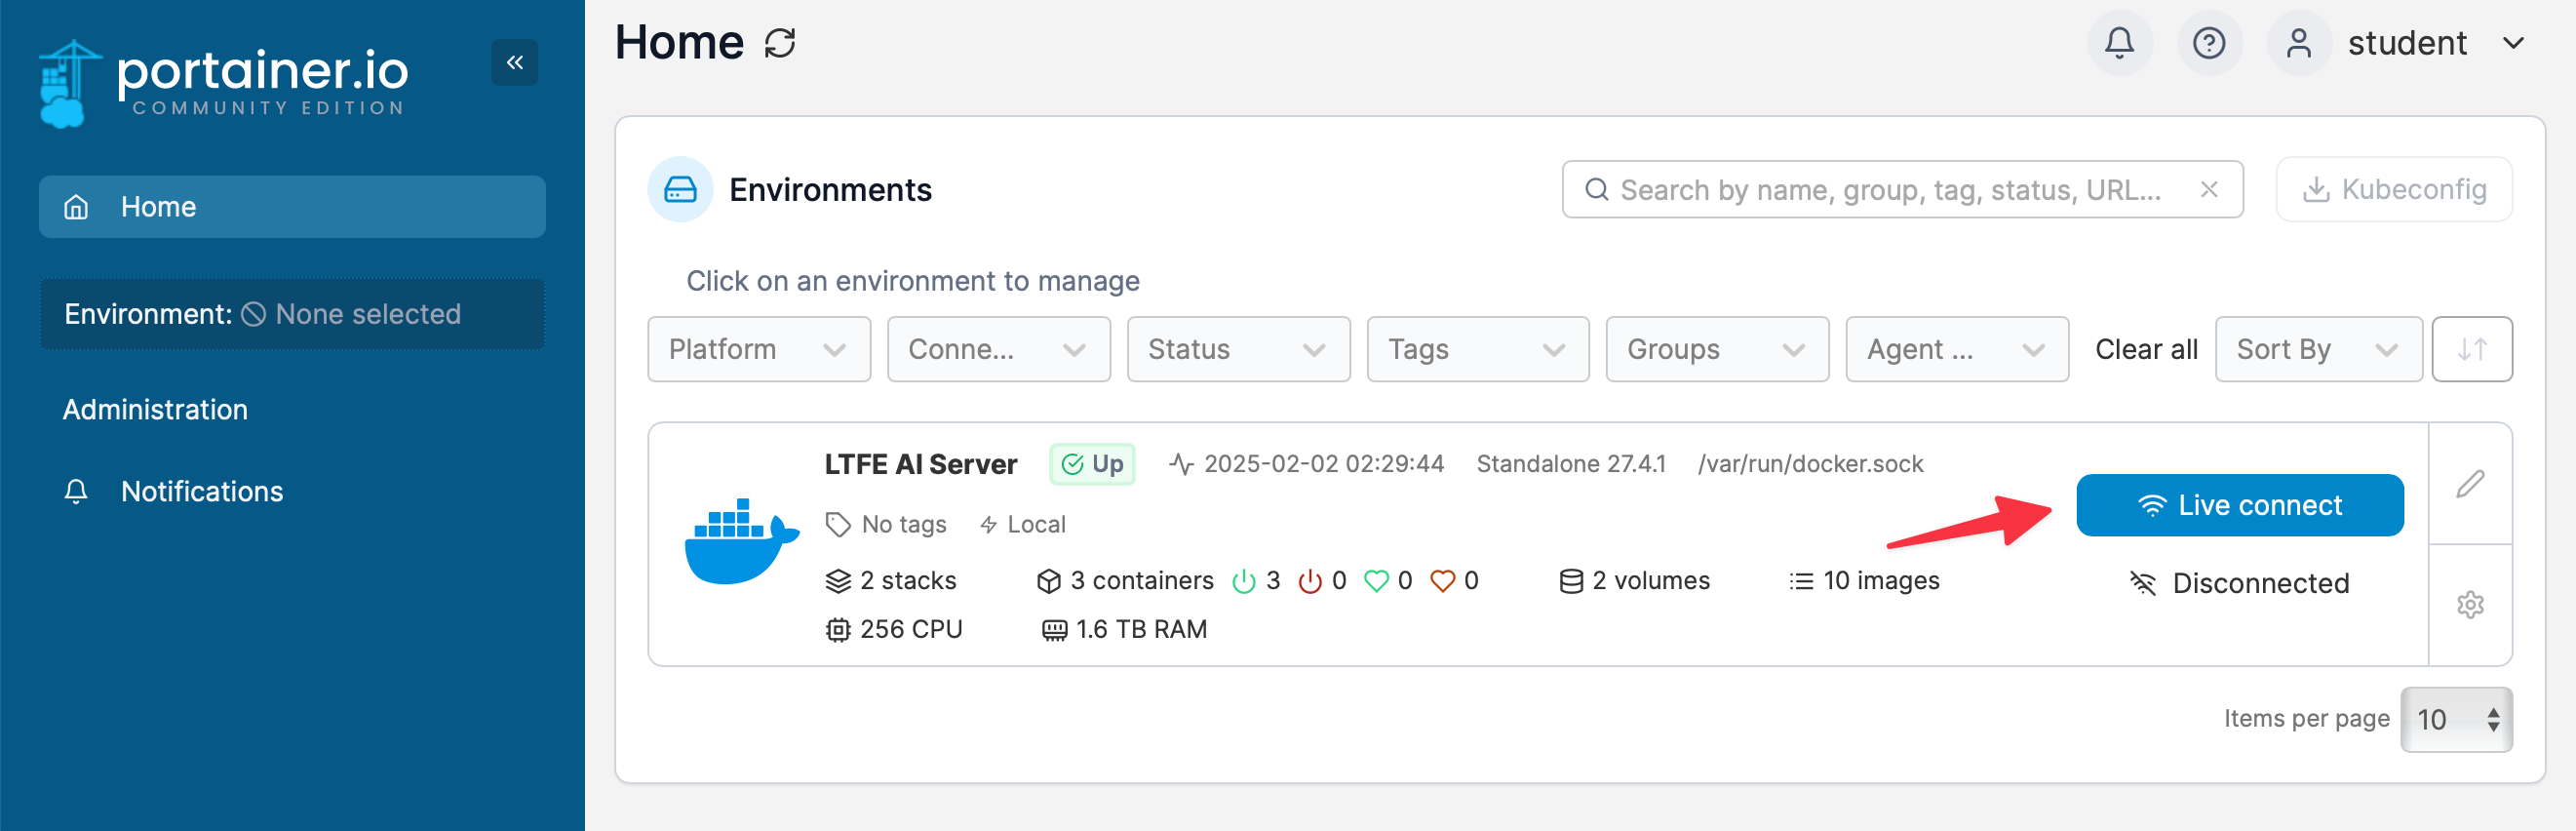 portainer.io
COMMUNITY EDITION
Home
Environment: None selected
Administration
Notifications
Home
student
Environments
Search by name, group, tag, status, URL...
Kubeconfig
Click on an environment to manage
Platform Conne... Status Tags Groups Agent ... Clear all Sort By
LTFE AI Server Up 2025-02-02 02:29:44 Standalone 27.4.1 /var/run/docker.sock
No tags Local
Live connect
2 stacks 3 containers 3 0 0 0 2 volumes 10 images
Disconnected
256 CPU 1.6 TB RAM
Items per page 10